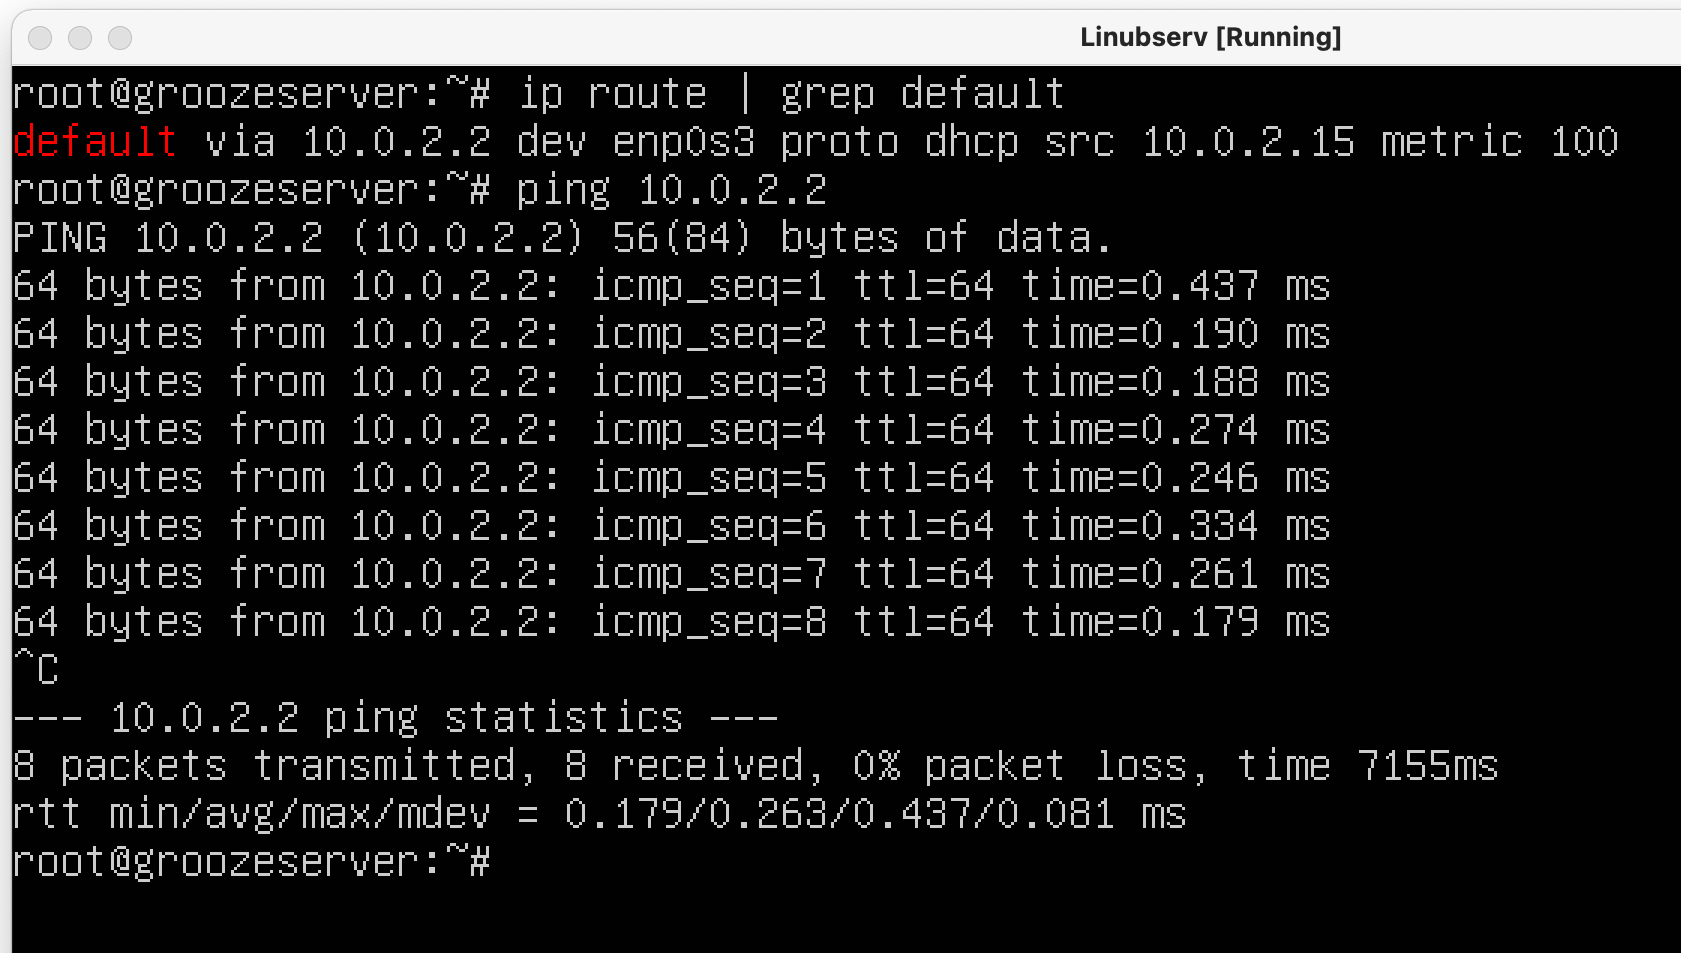 Linubserv [Running]
root@groozeserver:~# ip route | grep default
default via 10.0.2.2 dev enp0s3 proto dhcp src 10.0.2.15 metric 100
root@groozeserver:~# ping 10.0.2.2
PING 10.0.2.2 (10.0.2.2) 56(84) bytes of data.
64 bytes from 10.0.2.2: icmp_seq=1 ttl=64 time=0.437 ms
64 bytes from 10.0.2.2: icmp_seq=2 ttl=64 time=0.190 ms
64 bytes from 10.0.2.2: icmp_seq=3 ttl=64 time=0.188 ms
64 bytes from 10.0.2.2: icmp_seq=4 ttl=64 time=0.274 ms
64 bytes from 10.0.2.2: icmp_seq=5 ttl=64 time=0.246 ms
64 bytes from 10.0.2.2: icmp_seq=6 ttl=64 time=0.334 ms
64 bytes from 10.0.2.2: icmp_seq=7 ttl=64 time=0.261 ms
64 bytes from 10.0.2.2: icmp_seq=8 ttl=64 time=0.179 ms
^C
--- 10.0.2.2 ping statistics ---
8 packets transmitted, 8 received, 0% packet loss, time 7155ms
rtt min/avg/max/mdev = 0.179/0.263/0.437/0.081 ms
root@groozeserver:~#